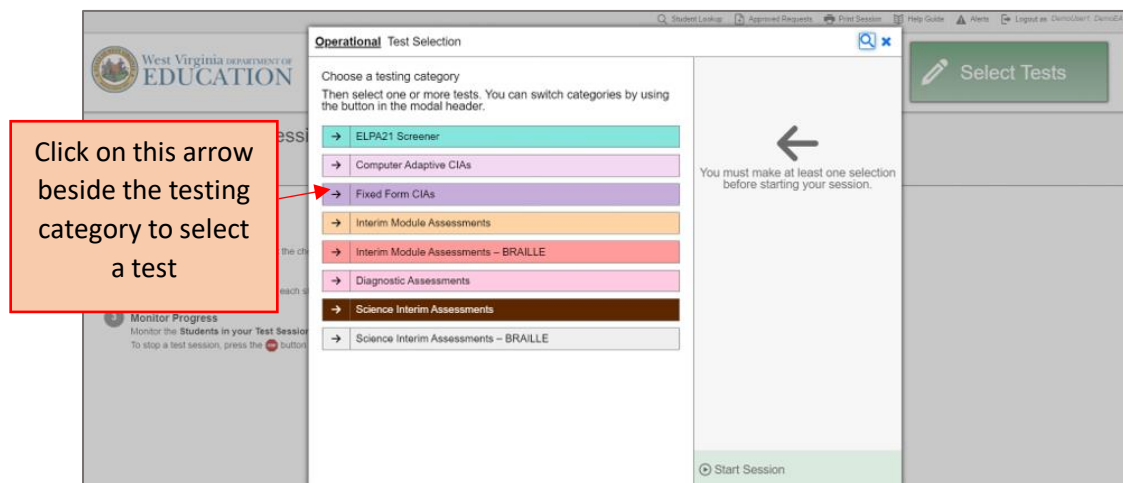 Student Lookup Approved Requests Print Session Help Guide Alerts Logout as DemoUser1, DemoEA
West Virginia DEPARTMENT OF
EDUCATION
Select Tests
Operational Test Selection
Choose a testing category
Then select one or more tests. You can switch categories by using
the button in the modal header.
ELPA21 Screener
Computer Adaptive CIAs
Fixed Form CIAs
Interim Module Assessments
Interim Module Assessments – BRAILLE
Diagnostic Assessments
Science Interim Assessments
Science Interim Assessments – BRAILLE
You must make at least one selection
before starting your session.
Start Session
Click on this arrow
beside the testing
category to select
a test
the
each
3 Monitor Progress
Monitor the Students in your Test Session
To stop a test session, press the button